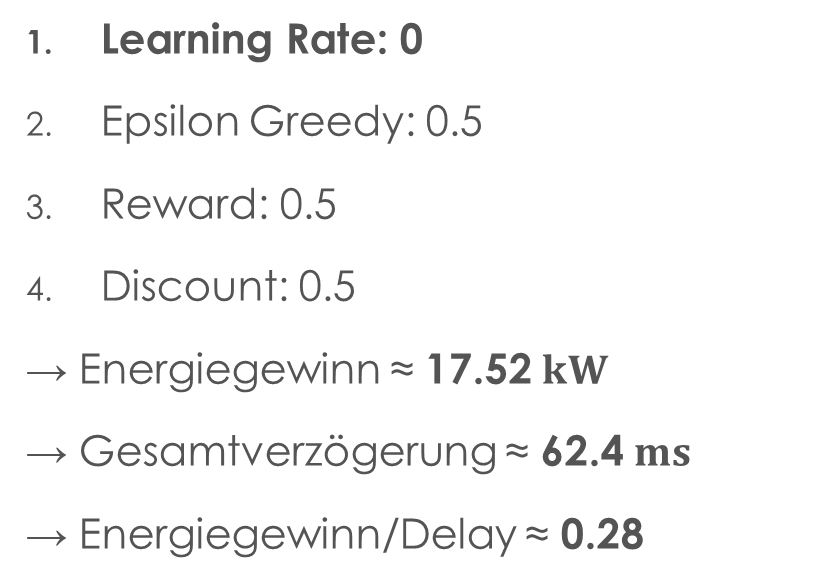 1. Learning Rate: 0
2. Epsilon Greedy: 0.5
3. Reward: 0.5
4. Discount: 0.5
→ Energiegewinn ≈ 17.52 kW
→ Gesamtverzögerung ≈ 62.4 ms
→ Energiegewinn/Delay ≈ 0.28